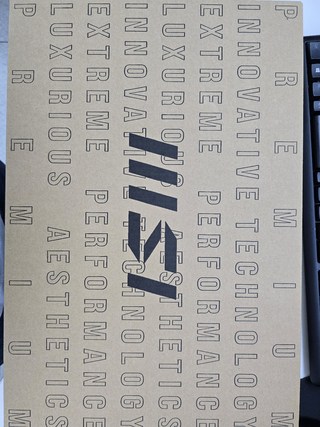 PREMIUM
INNOVATIVE TECHNOLOGY
EXTREME PERFORMANCE
LUXURIOUS AESTHETICS
msi
INNOVATIVE TECHNOLOGY
EXTREME PERFORMANCE
LUXURIOUS AESTHETICS
PREMIUM